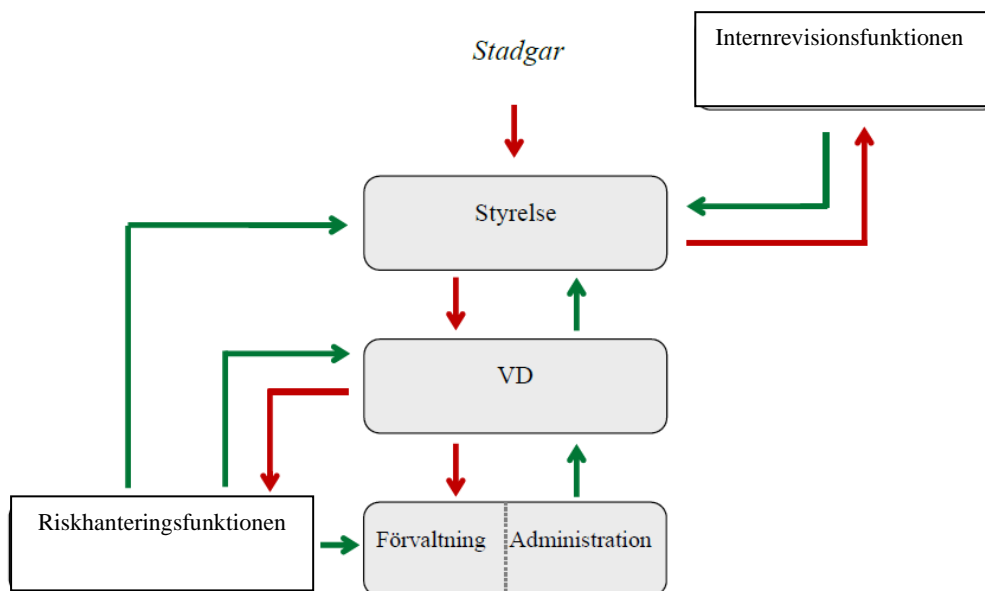 Internrevisionsfunktionen
Stadgar
Styrelse
VD
Riskhanteringsfunktionen
Förvaltning
Administration